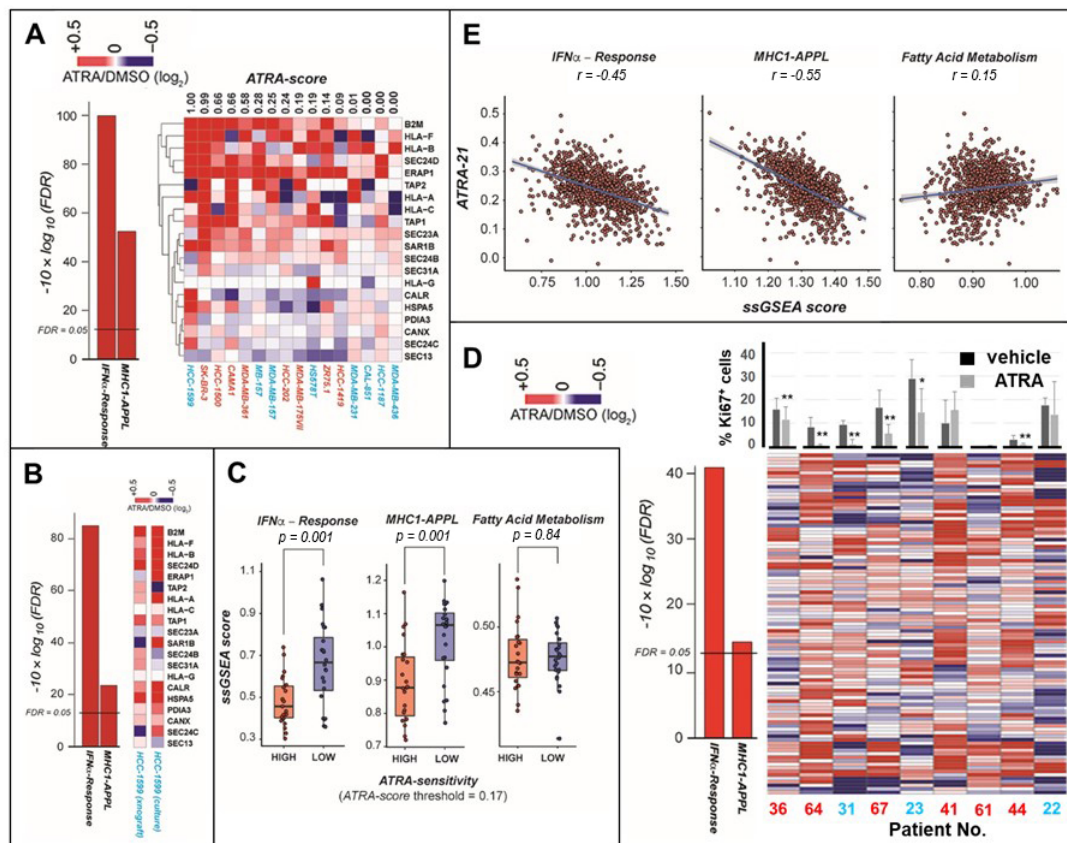 A
+0.5
0
-0.5
ATRA/DMSO (log2)
ATRA-score
1.00 0.99 0.66 0.66 0.58 0.28 0.25 0.24 0.19 0.19 0.14 0.09 0.01 0.00 0.00 0.00
-10 × log10 (FDR)
100
80
60
40
20
0
FDR = 0.05
IFNα-Response
MHC1-APPL
B2M
HLA-F
HLA-B
SEC24D
ERAP1
TAP2
HLA-A
HLA-C
TAP1
SEC23A
SAR1B
SEC24B
SEC31A
HLA-G
CALR
HSPA5
PDIA3
CANX
SEC24C
SEC13
HCC-1599
SK-BR-3
HCC-1500
CAMA1
MDA-MB-361
MB-157
MDA-MB-157
HCC-202
MDA-MB-175VII
HS578T
ZR75.1
HCC-1419
MDA-MB-231
CAL-851
HCC-1187
MDA-MB-436
B
+0.5
0
-0.5
ATRA/DMSO (log2)
-10 × log10 (FDR)
80
60
40
20
0
FDR = 0.05
IFNα-Response
MHC1-APPL
B2M
HLA-F
HLA-B
SEC24D
ERAP1
TAP2
HLA-A
HLA-C
TAP1
SEC23A
SAR1B
SEC24B
SEC31A
HLA-G
CALR
HSPA5
PDIA3
CANX
SEC24C
SEC13
HCC-1599 (xnograft)
HCC-1599 (culture)
C
IFNα – Response
p = 0.001
MHC1-APPL
p = 0.001
Fatty Acid Metabolism
p = 0.84
ssGSEA score
1.1
0.9
0.7
0.5
0.3
1.2
1.1
1.0
0.9
0.8
0.7
0.50
0.45
HIGH LOW
HIGH LOW
HIGH LOW
ATRA-sensitivity
(ATRA-score threshold = 0.17)
E
IFNα – Response
r = -0.45
MHC1-APPL
r = -0.55
Fatty Acid Metabolism
r = 0.15
ATRA-21
0.5
0.4
0.3
0.2
0.1
0.0
0.75 1.00 1.25 1.50
1.10 1.20 1.30 1.40 1.50
0.80 0.90 1.00
ssGSEA score
D
+0.5
0
-0.5
ATRA/DMSO (log2)
% Ki67+ cells
40
30
20
10
0
vehicle
ATRA
** ** ** ** * **
-10 × log10 (FDR)
40
30
20
10
0
FDR = 0.05
IFNα-Response
MHC1-APPL
36 64 31 67 23 41 61 44 22
Patient No.